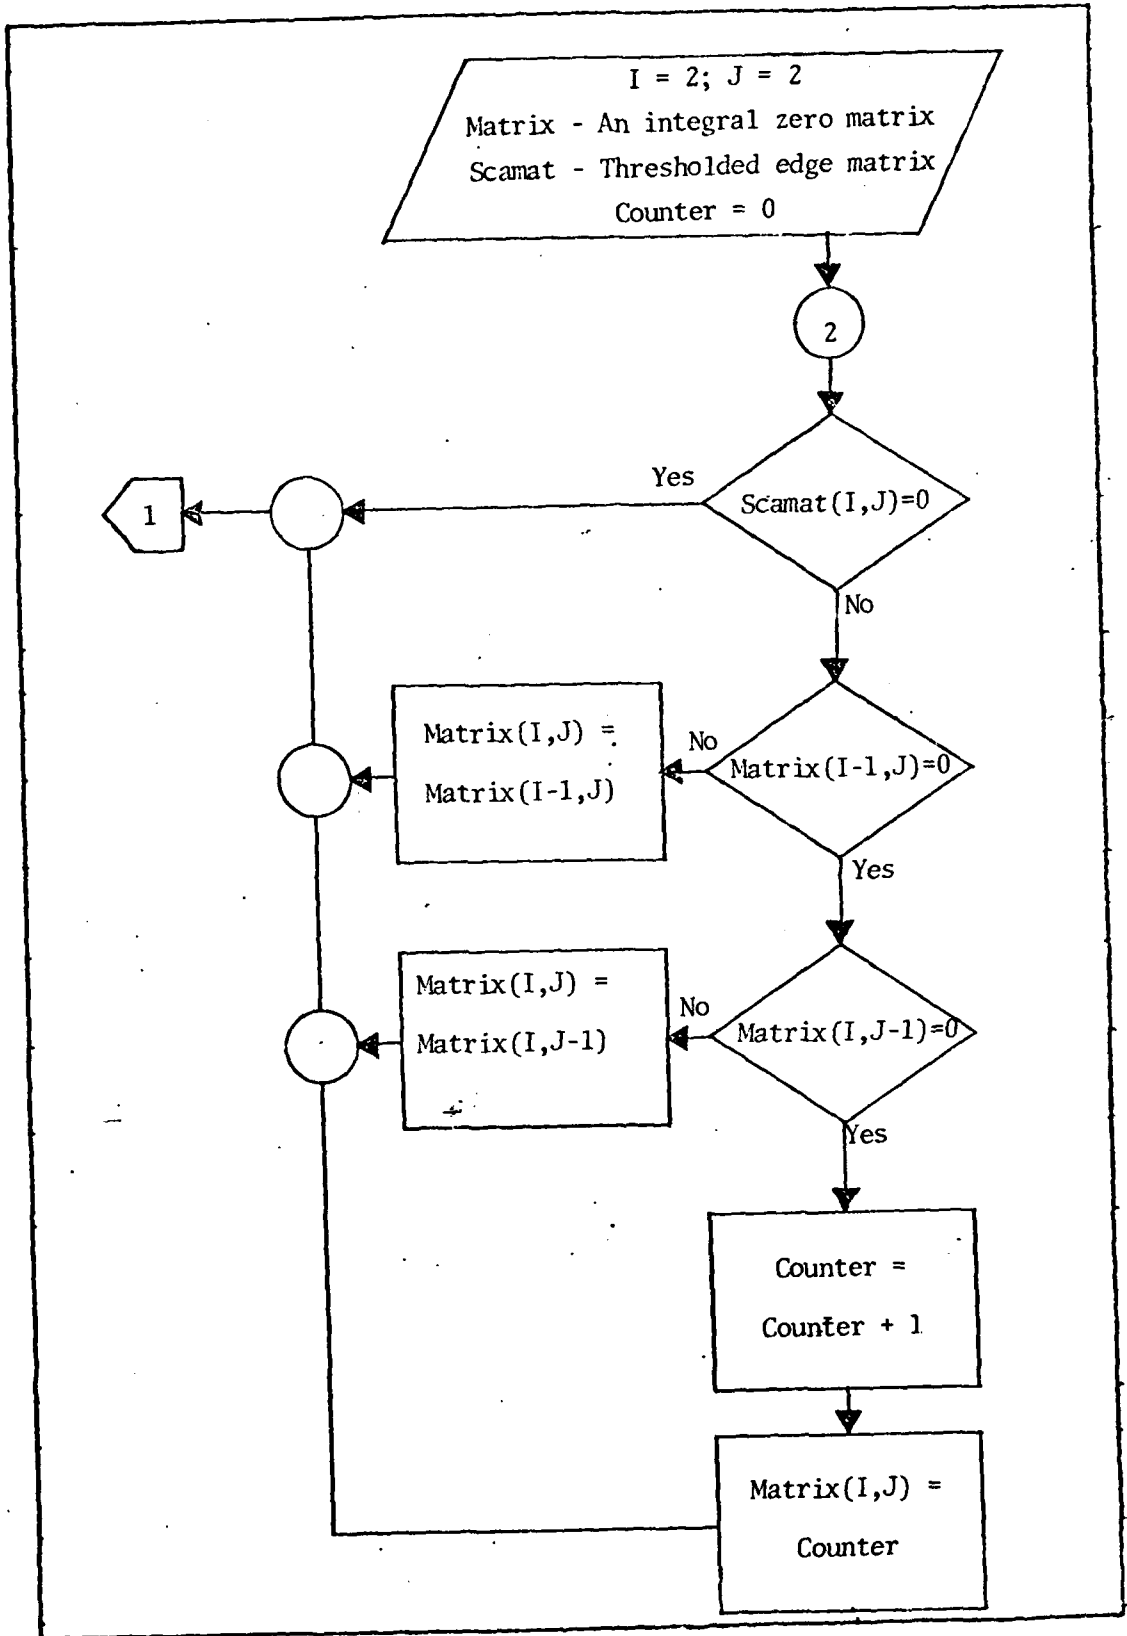 I = 2; J = 2
Matrix - An integral zero matrix
Scamat - Thresholded edge matrix
Counter = 0
2
Yes
Scamat(I,J)=0
1
No
Matrix(I,J) =
Matrix(I-1,J)
No
Matrix(I-1,J)=0
Yes
Matrix(I,J) =
Matrix(I,J-1)
No
Matrix(I,J-1)=0
Yes
Counter =
Counter + 1
Matrix(I,J) =
Counter